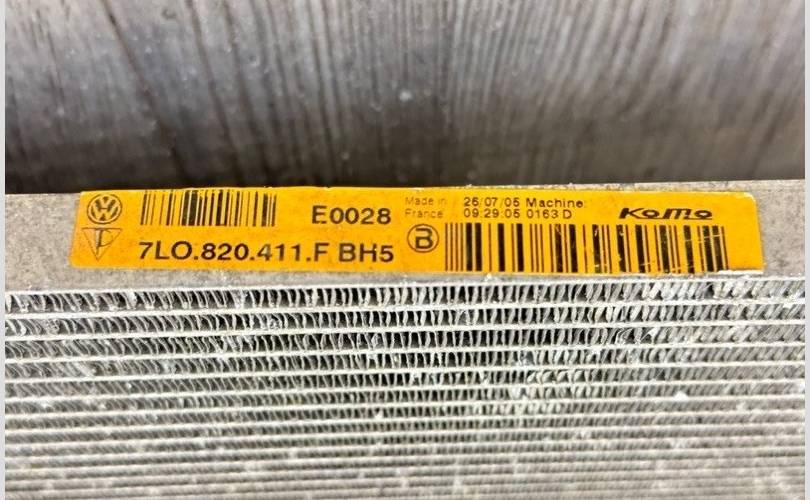 E0028
7LO.820.411.F BH5
Made in
France
B
26/07/05 Machine:
09:29:05 0163 D
Komo